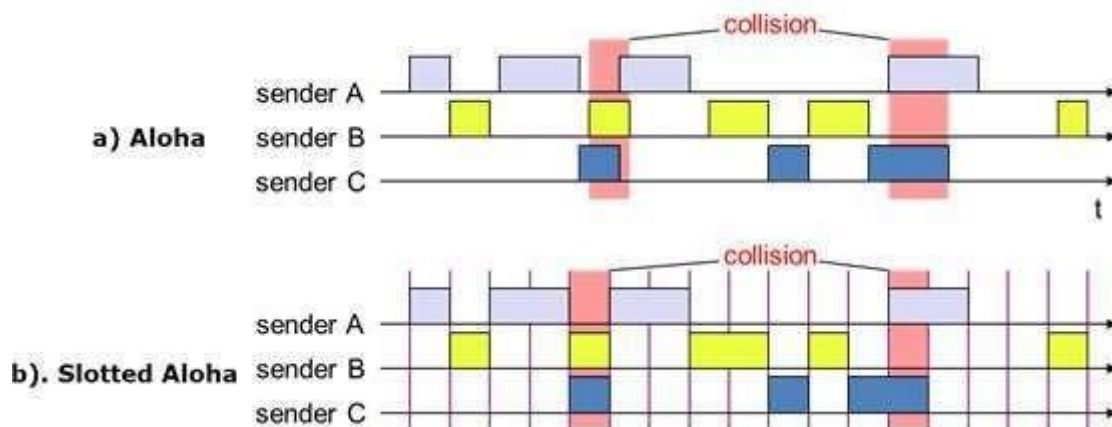 collision
sender A
a) Aloha
sender B
sender C
t
collision
sender A
b). Slotted Aloha
sender B
sender C